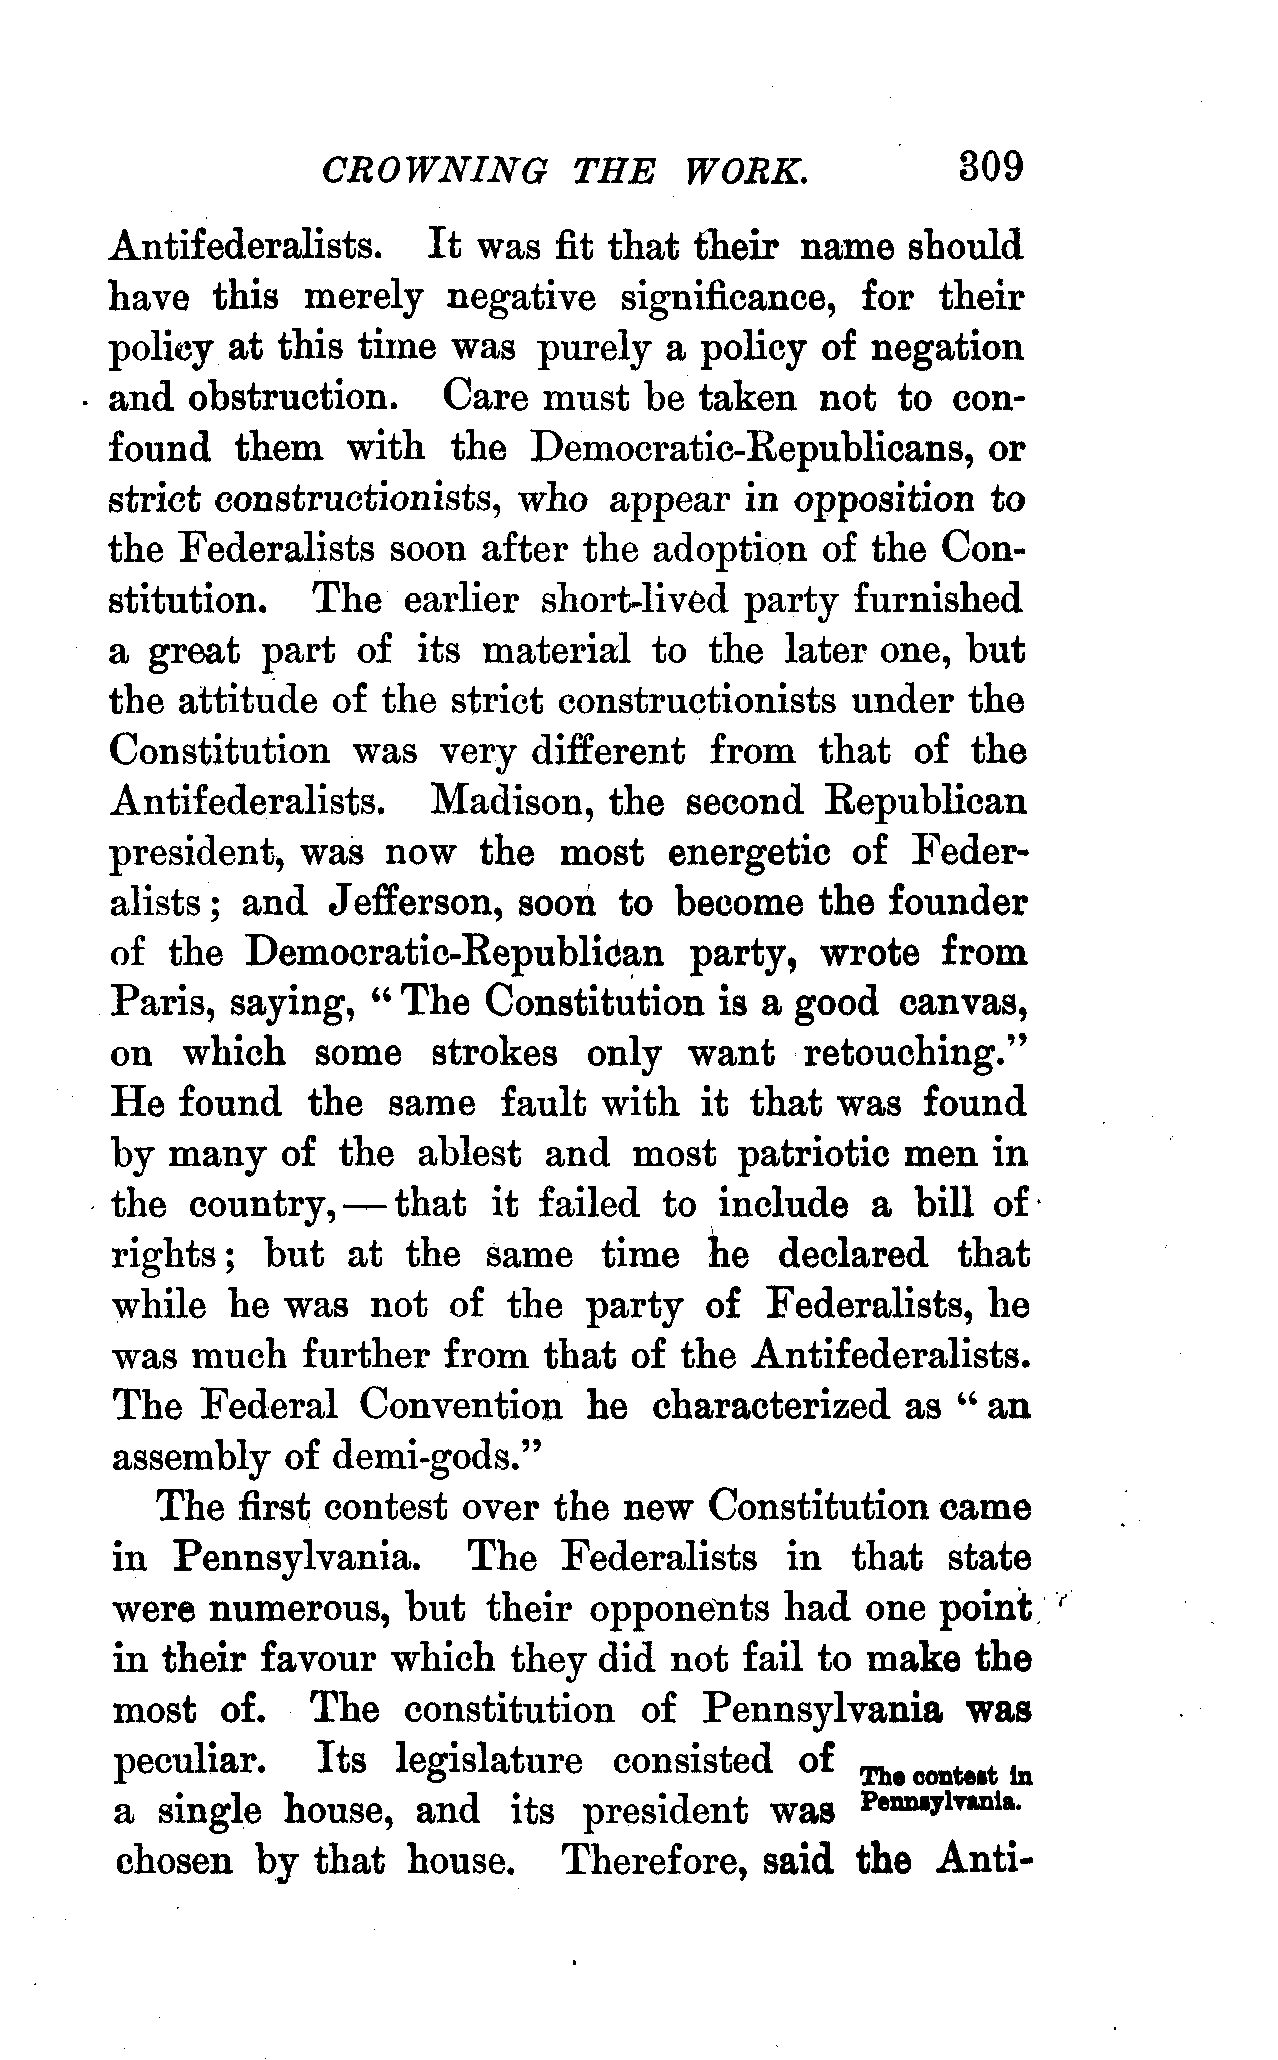 CROWNING THE WORK. 309
Antifederalists. It was fit that their name should
have this merely negative significance, for their
policy at this time was purely a policy of negation
and obstruction. Care must be taken not to con-
found them with the Democratic-Republicans, or
strict constructionists, who appear in opposition to
the Federalists soon after the adoption of the Con-
stitution. The earlier short-lived party furnished
a great part of its material to the later one, but
the attitude of the strict constructionists under the
Constitution was very different from that of the
Antifederalists. Madison, the second Republican
president, was now the most energetic of Feder-
alists; and Jefferson, soon to become the founder
of the Democratic-Republican party, wrote from
Paris, saying, “The Constitution is a good canvas,
on which some strokes only want retouching.”
He found the same fault with it that was found
by many of the ablest and most patriotic men in
the country,—that it failed to include a bill of
rights; but at the same time he declared that
while he was not of the party of Federalists, he
was much further from that of the Antifederalists.
The Federal Convention he characterized as “an
assembly of demi-gods.”
The first contest over the new Constitution came
in Pennsylvania. The Federalists in that state
were numerous, but their opponents had one point
in their favour which they did not fail to make the
most of. The constitution of Pennsylvania was
peculiar. Its legislature consisted of
The contest in
a single house, and its president was
Pennsylvania.
chosen by that house. Therefore, said the Anti-